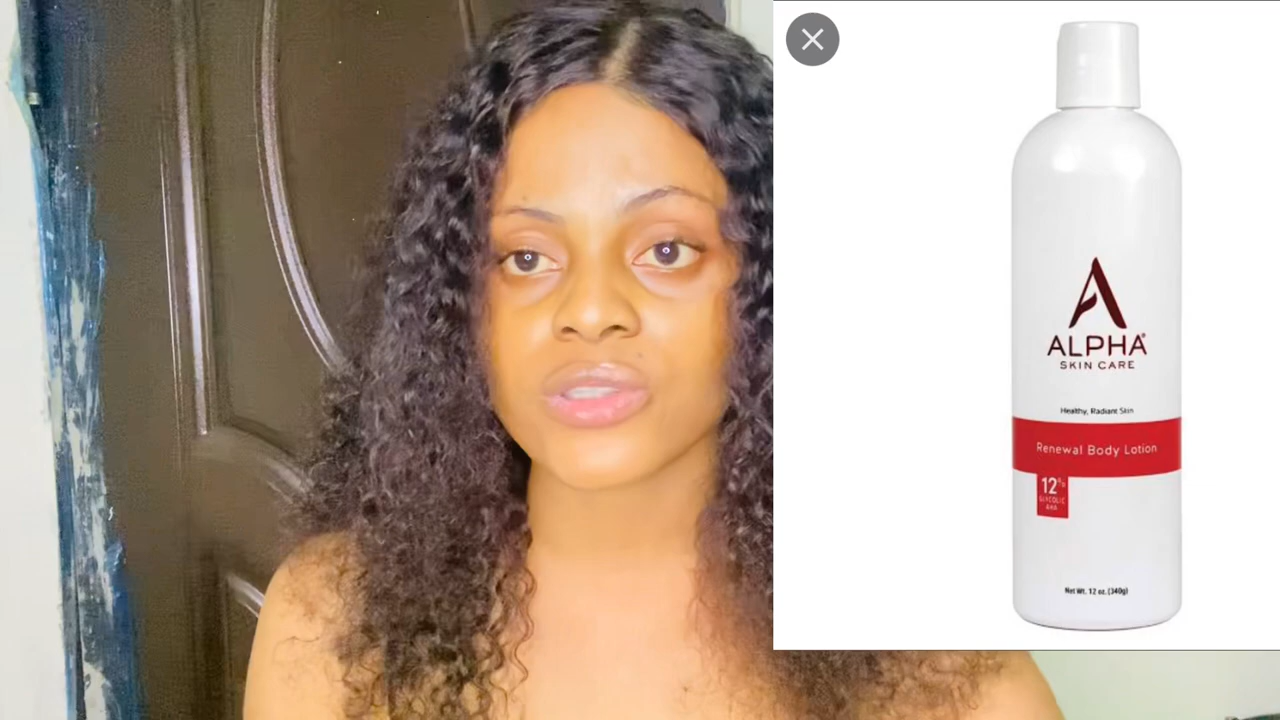 ALPHA®
SKIN CARE
Healthy, Radiant Skin
Renewal Body Lotion
12%
GLYCOLIC
AHA
Net Wt. 12 oz. (340g)